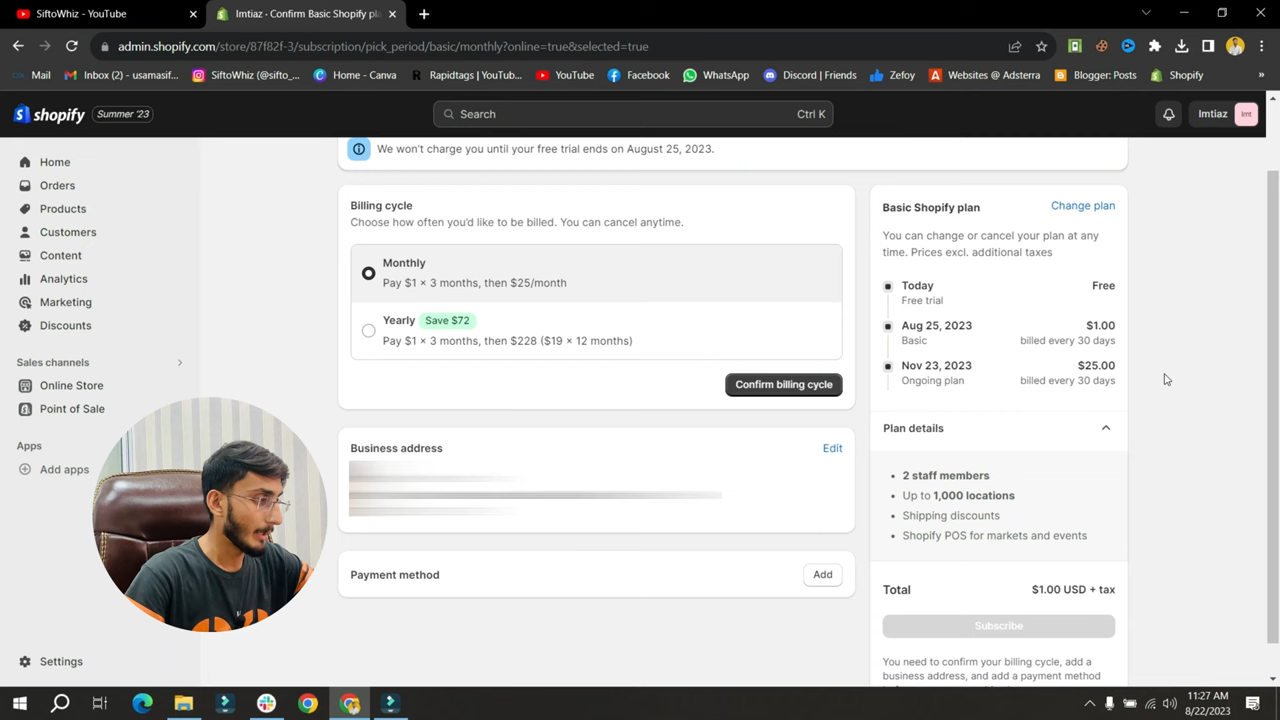 SiftoWhiz - YouTube
Imtiaz - Confirm Basic Shopify pla
admin.shopify.com/store/87f82f-3/subscription/pick_period/basic/monthly?online=true&selected=true
Mail
Inbox (2) - usamasif...
SiftoWhiz (@sifto_...
Home - Canva
Rapidtags | YouTub...
YouTube
Facebook
WhatsApp
Discord | Friends
Zefoy
Websites @ Adsterra
Blogger: Posts
Shopify
»
shopify
Summer '23
Search
Ctrl K
Imtiaz
Imt
Home
Orders
Products
Customers
Content
Analytics
Marketing
Discounts
Sales channels
Online Store
Point of Sale
Apps
Add apps
Settings
We won't charge you until your free trial ends on August 25, 2023.
Billing cycle
Choose how often you'd like to be billed. You can cancel anytime.
Monthly
Pay $1 × 3 months, then $25/month
Yearly Save $72
Pay $1 × 3 months, then $228 ($19 × 12 months)
Confirm billing cycle
Business address
Edit
Payment method
Add
Basic Shopify plan
Change plan
You can change or cancel your plan at any
time. Prices excl. additional taxes
Today Free
Free trial
Aug 25, 2023 $1.00
Basic billed every 30 days
Nov 23, 2023 $25.00
Ongoing plan billed every 30 days
Plan details
• 2 staff members
• Up to 1,000 locations
• Shipping discounts
• Shopify POS for markets and events
Total $1.00 USD + tax
Subscribe
You need to confirm your billing cycle, add a
business address, and add a payment method
11:27 AM
8/22/2023